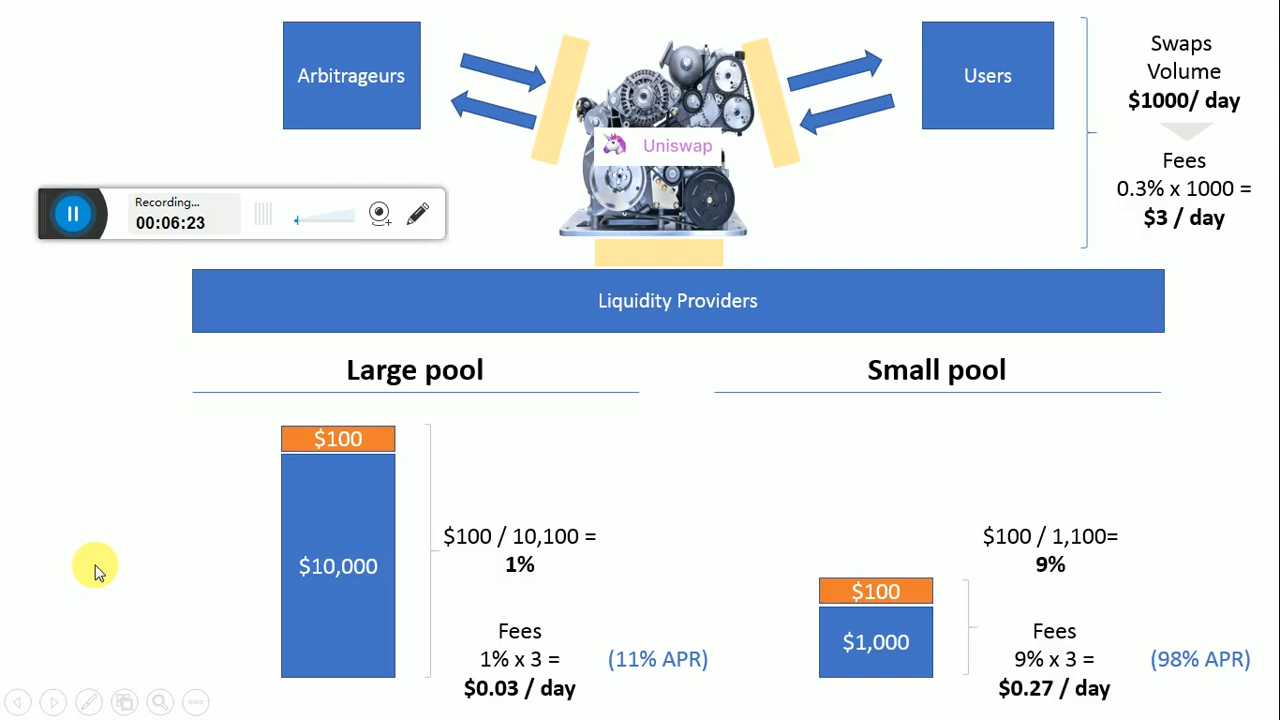 Arbitrageurs
Users
Swaps
Volume
$1000/ day
Fees
0.3% x 1000 =
$3 / day
Uniswap
Recording...
00:06:23
Liquidity Providers
Large pool
Small pool
$100
$10,000
$100 / 10,100 =
1%
Fees
1% x 3 =
$0.03 / day
(11% APR)
$100
$1,000
$100 / 1,100=
9%
Fees
9% x 3 =
$0.27 / day
(98% APR)